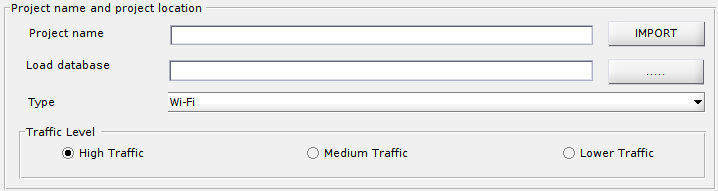 Project name and project location
Project name IMPORT
Load database .....
Type Wi-Fi
Traffic Level
High Traffic Medium Traffic Lower Traffic